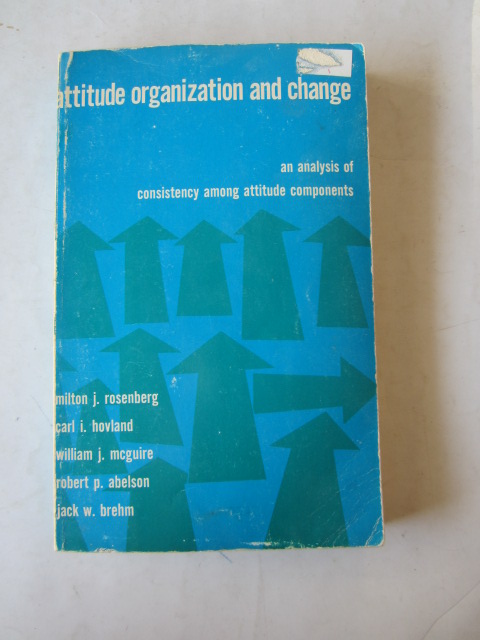 attitude organization and change
an analysis of
consistency among attitude components
milton j. rosenberg
carl i. hovland
william j. mcguire
robert p. abelson
jack w. brehm